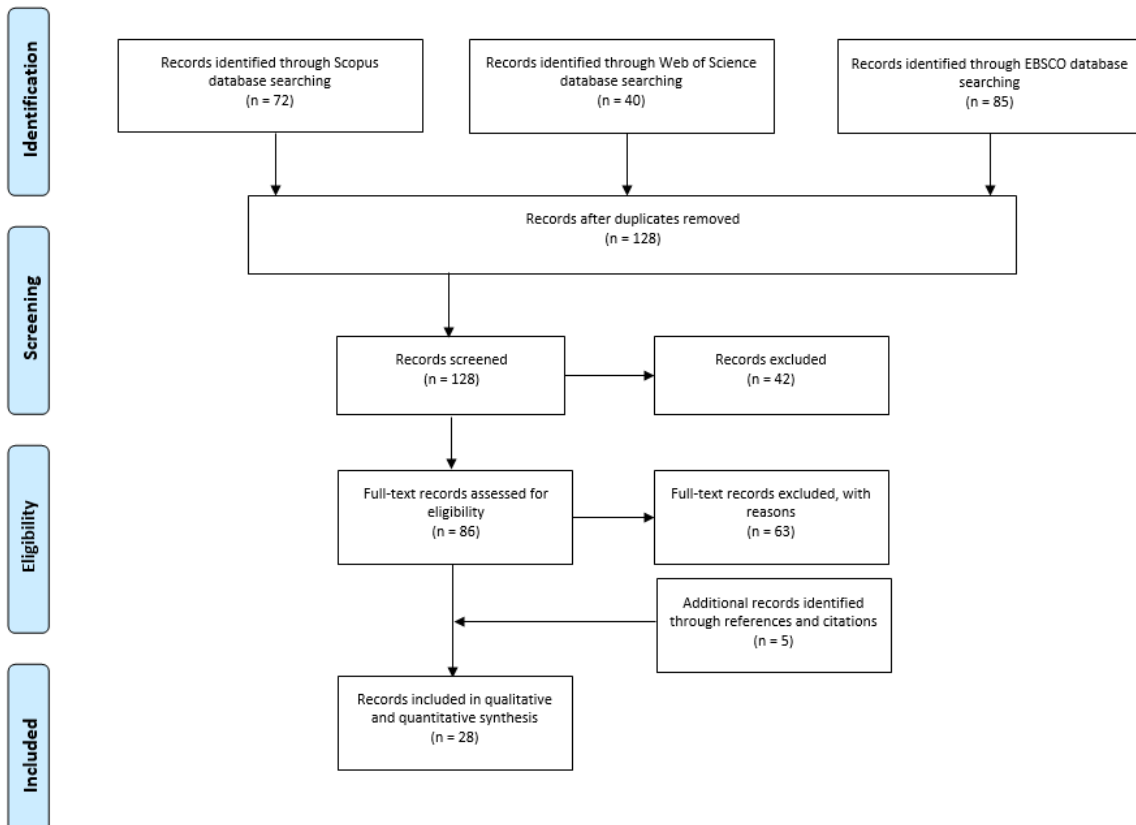 Identification
Records identified through Scopus
database searching
(n = 72)
Records identified through Web of Science
database searching
(n = 40)
Records identified through EBSCO database
searching
(n = 85)
Records after duplicates removed
(n = 128)
Screening
Records screened
(n = 128)
Records excluded
(n = 42)
Eligibility
Full-text records assessed for
eligibility
(n = 86)
Full-text records excluded, with
reasons
(n = 63)
Additional records identified
through references and citations
(n = 5)
Included
Records included in qualitative
and quantitative synthesis
(n = 28)